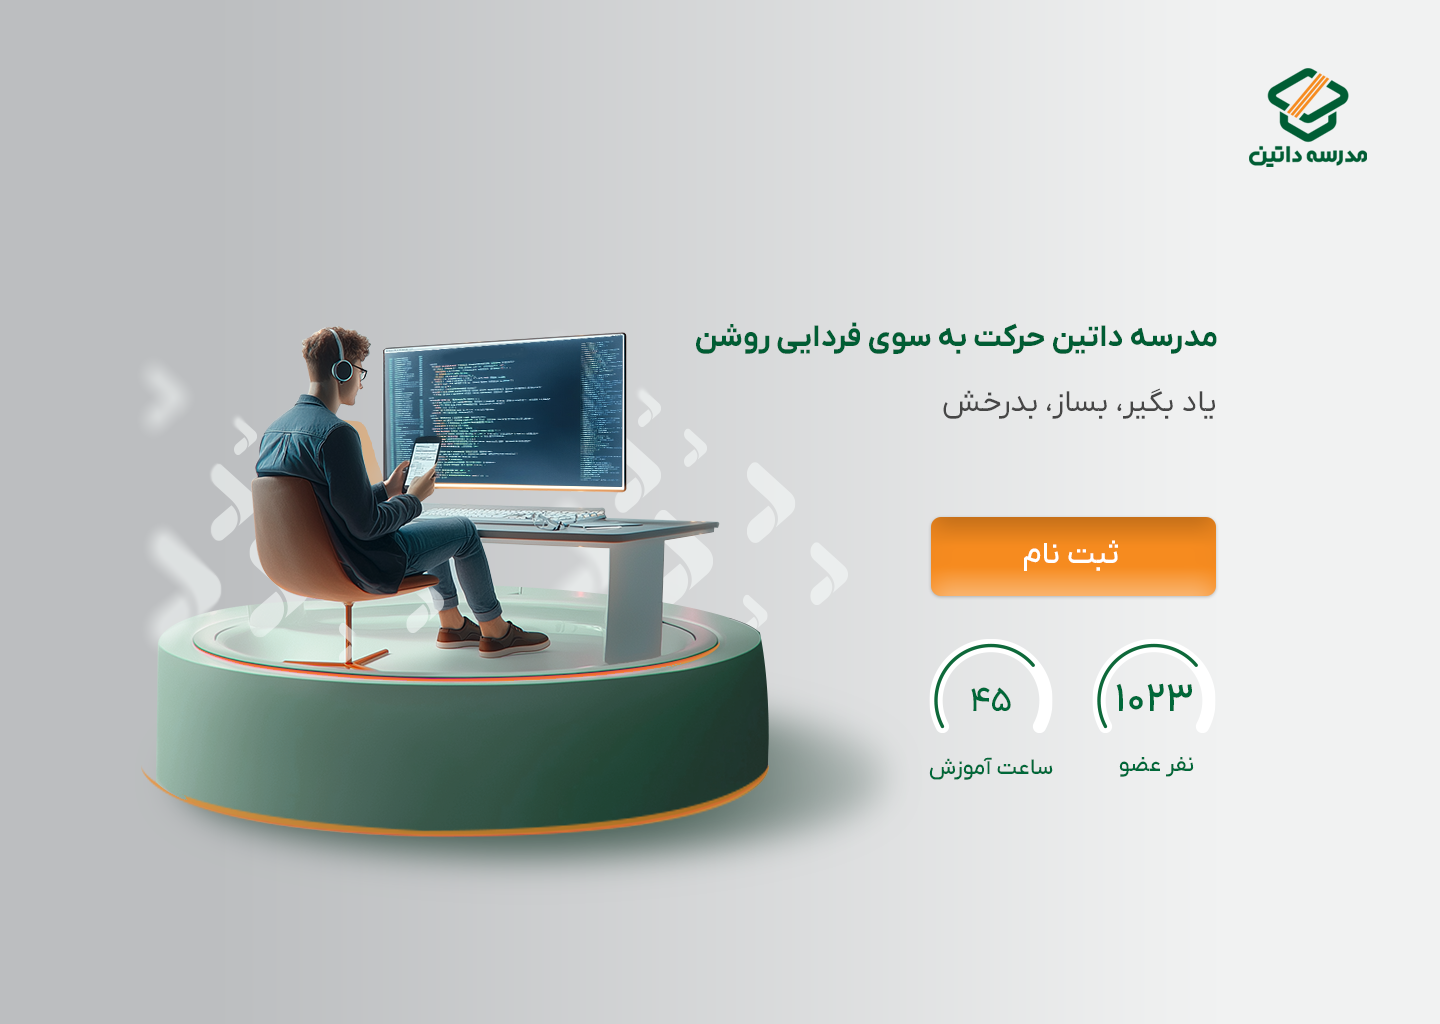 مدرسه داتین
مدرسه داتین حرکت به سوی فردایی روشن
یاد بگیر، بساز، بدرخش
ثبت نام
۱۰۲۳
نفر عضو
۴۵
ساعت آموزش